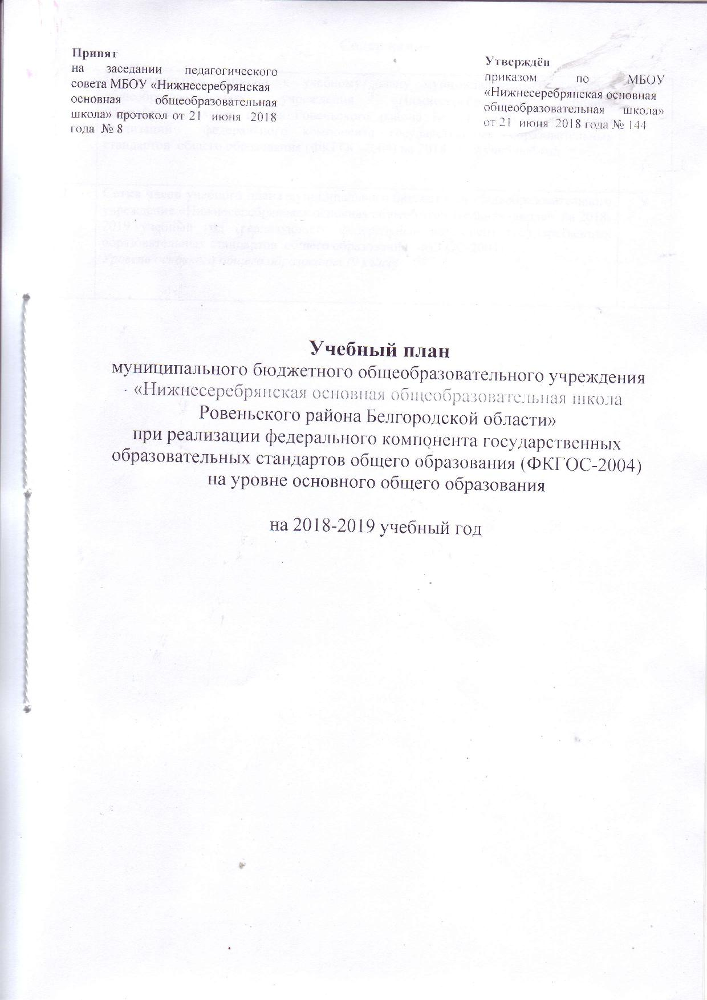 Принят
на заседании педагогического
совета МБОУ «Нижнесеребрянская
основная общеобразовательная
школа» протокол от 21 июня 2018
года № 8
Утверждён
приказом по МБОУ
«Нижнесеребрянская основная
общеобразовательная школа»
от 21 июня 2018 года № 144
Учебный план
муниципального бюджетного общеобразовательного учреждения
«Нижнесеребрянская основная общеобразовательная школа
Ровеньского района Белгородской области»
при реализации федерального компонента государственных
образовательных стандартов общего образования (ФКГОС-2004)
на уровне основного общего образования
на 2018-2019 учебный год